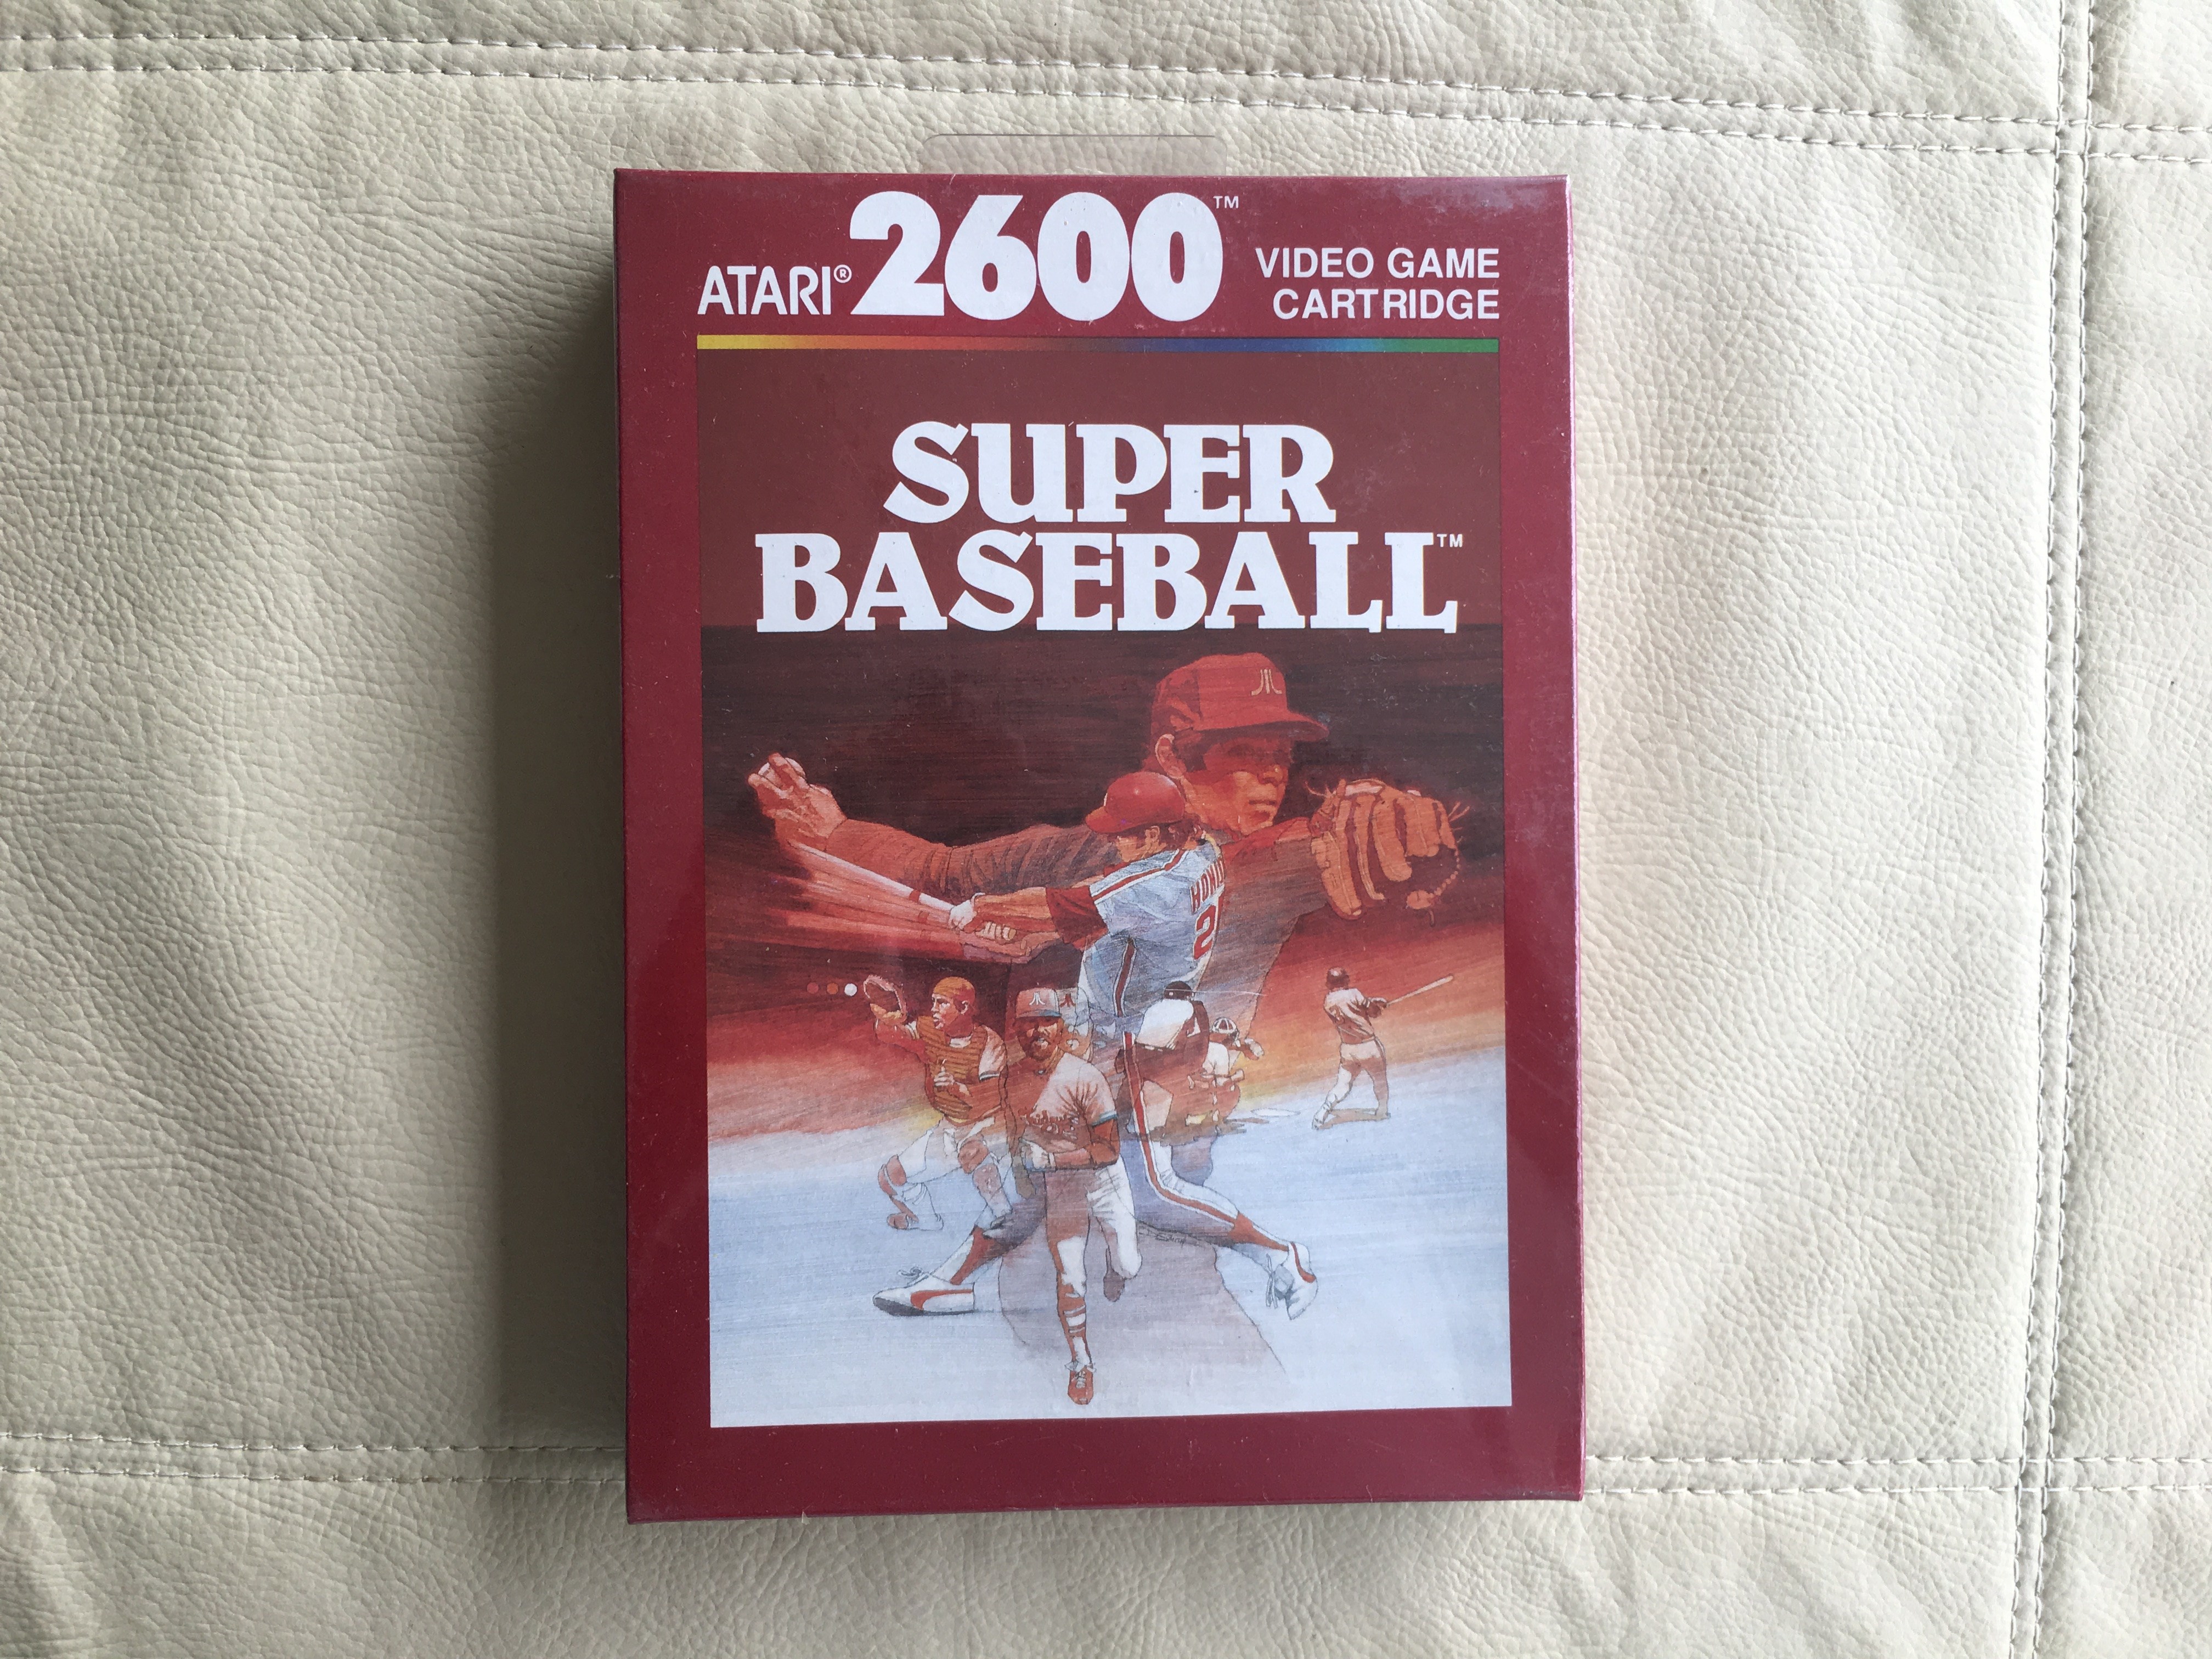 ATARI® 2600™ VIDEO GAME
CARTRIDGE
SUPER
BASEBALL™